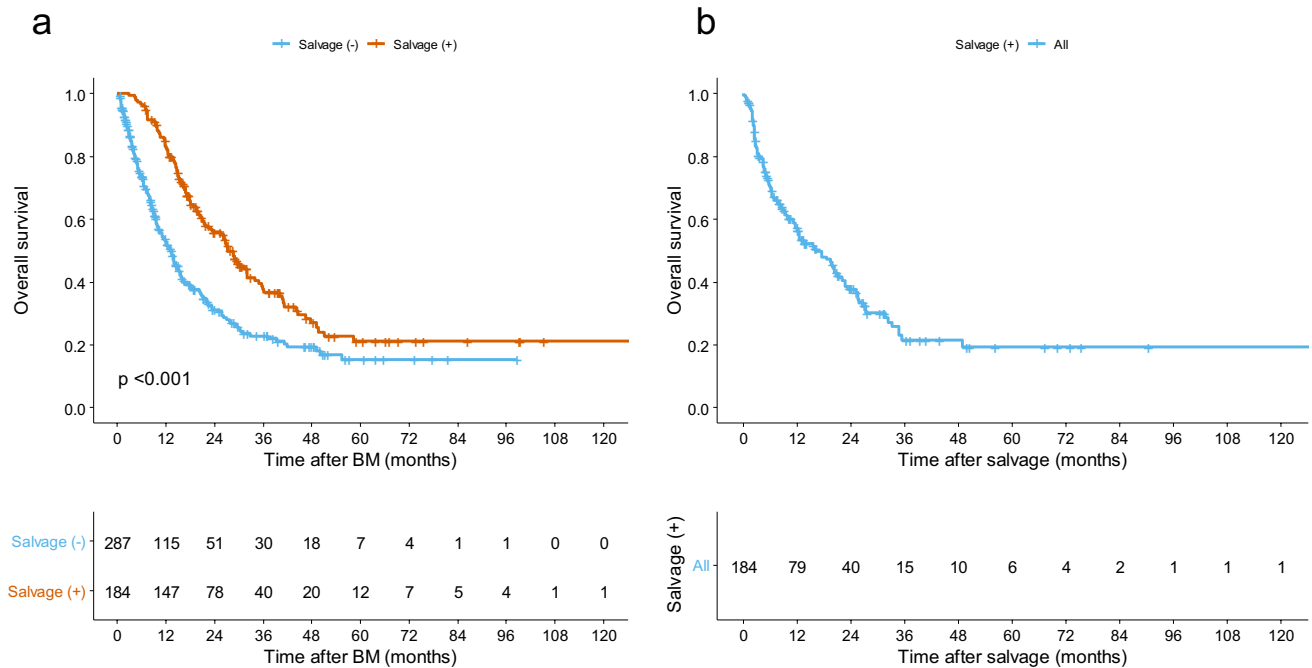 a
Salvage (-) Salvage (+)
Overall survival
1.0
0.8
0.6
0.4
0.2
0.0
p <0.001
0 12 24 36 48 60 72 84 96 108 120
Time after BM (months)
Salvage (-) 287 115 51 30 18 7 4 1 1 0 0
Salvage (+) 184 147 78 40 20 12 7 5 4 1 1
0 12 24 36 48 60 72 84 96 108 120
Time after BM (months)
b
Salvage (+) All
Overall survival
1.0
0.8
0.6
0.4
0.2
0.0
0 12 24 36 48 60 72 84 96 108 120
Time after salvage (months)
Salvage (+)
All 184 79 40 15 10 6 4 2 1 1 1
0 12 24 36 48 60 72 84 96 108 120
Time after salvage (months)